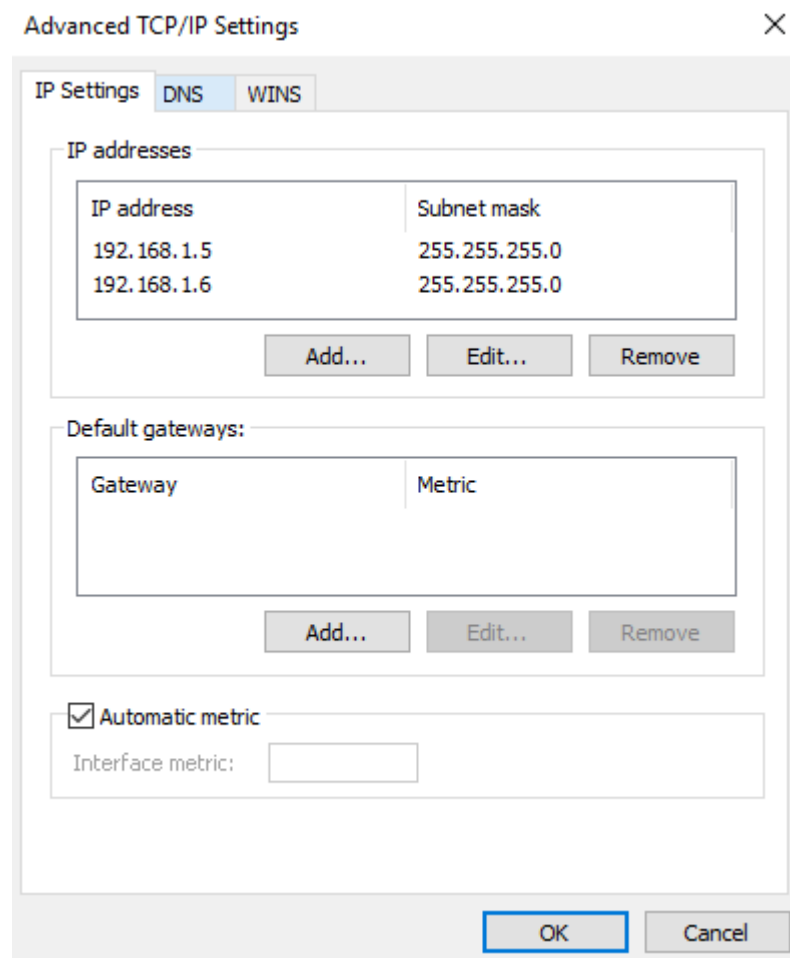 Advanced TCP/IP Settings
IP Settings DNS WINS
IP addresses
IP address Subnet mask
192.168.1.5 255.255.255.0
192.168.1.6 255.255.255.0
Add... Edit... Remove
Default gateways:
Gateway Metric
Add... Edit... Remove
Automatic metric
Interface metric:
OK Cancel